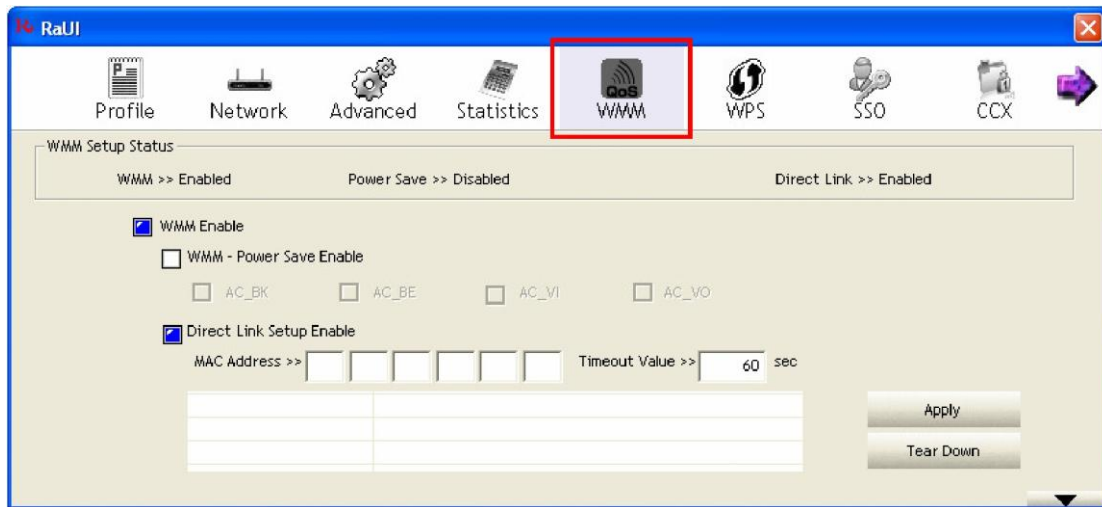 RaUI
Profile Network Advanced Statistics QoS WMM WPS SSO CCX
WMM Setup Status
WMM >> Enabled Power Save >> Disabled Direct Link >> Enabled
WMM Enable
WMM - Power Save Enable
AC_BK AC_BE AC_VI AC_VO
Direct Link Setup Enable
MAC Address >> Timeout Value >> 60 sec
Apply
Tear Down